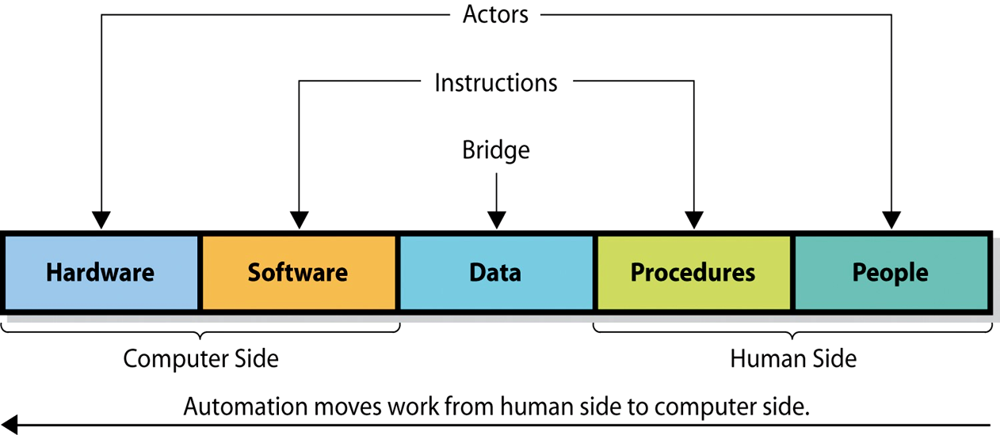 Actors
Instructions
Bridge
Hardware Software Data Procedures People
Computer Side Human Side
Automation moves work from human side to computer side.